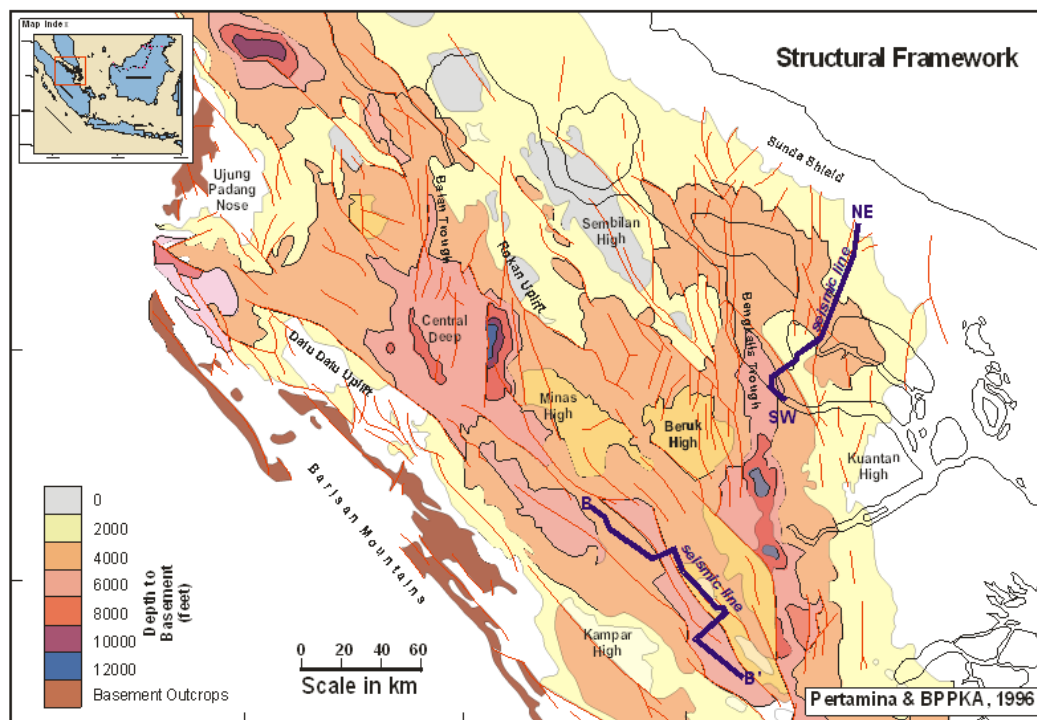 Map Index
Structural Framework
Sunda Shield
Ujung
Padang
Nose
Balan Trough
Sembilan
High
NE
Rokan Uplift
seismic line
Bengkalis Trough
Central
Deep
Datu Datu Uplift
Minas
High
SW
Beruk
High
Kuantan
High
Barisan Mountains
B
seismic line
0
2000
4000
6000
8000
10000
12000
Basement Outcrops
Depth to
Basement
(feet)
Kampar
High
B'
0 20 40 60
Scale in km
Pertamina & BPPKA, 1996